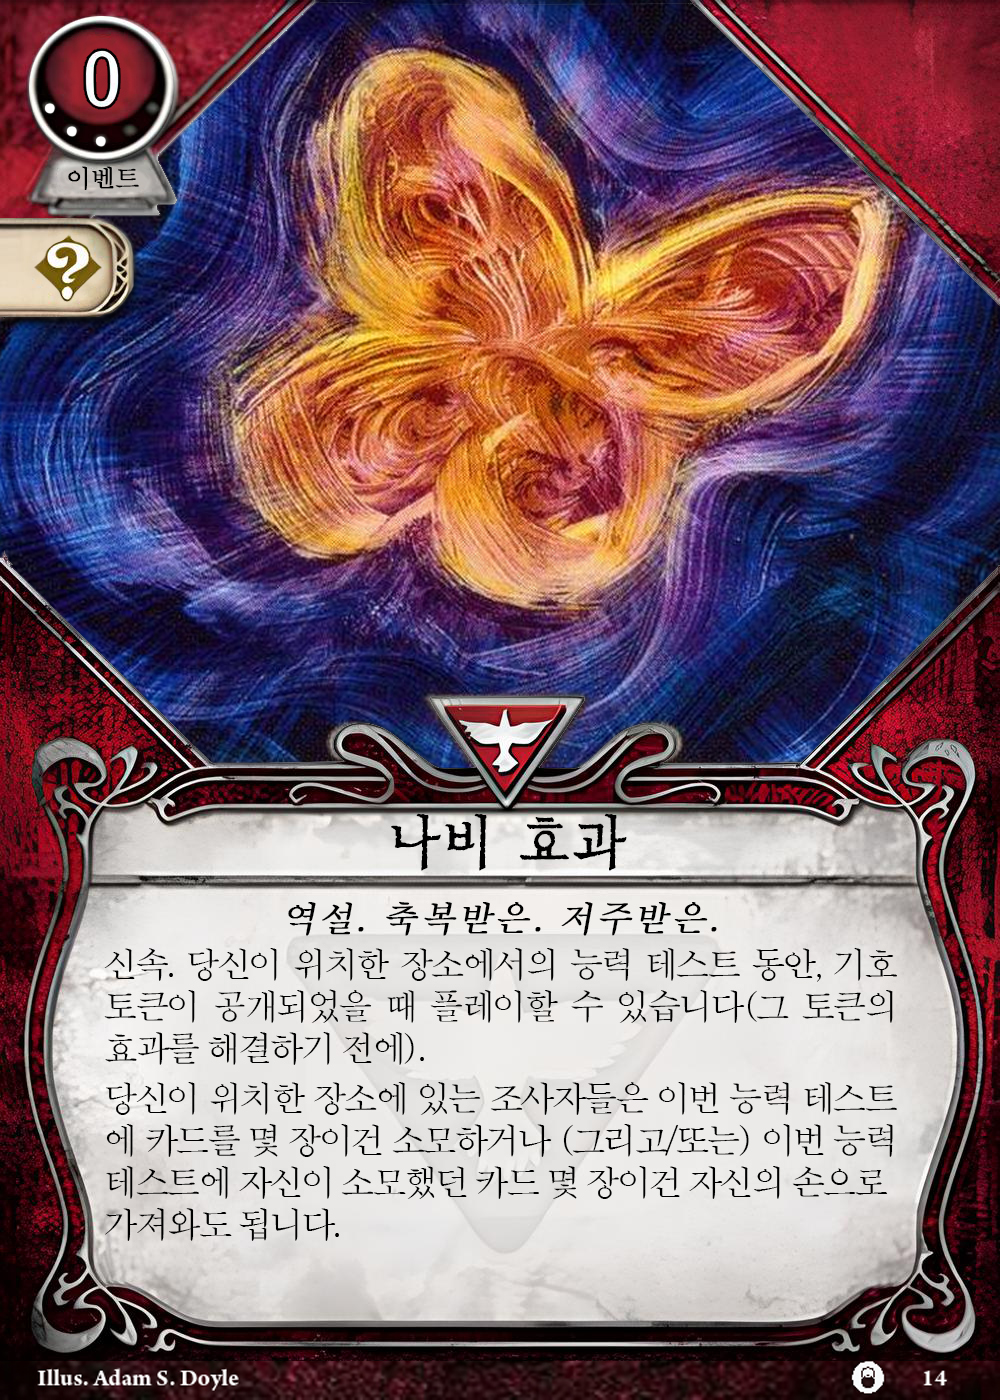 0
이벤트
?
나비 효과
역설. 축복받은. 저주받은.
신속. 당신이 위치한 장소에서의 능력 테스트 동안, 기호
토큰이 공개되었을 때 플레이할 수 있습니다(그 토큰의
효과를 해결하기 전에).
당신이 위치한 장소에 있는 조사자들은 이번 능력 테스트
에 카드를 몇 장이건 소모하거나 (그리고/또는) 이번 능력
테스트에 자신이 소모했던 카드 몇 장이건 자신의 손으로
가져와도 됩니다.
Illus. Adam S. Doyle
14